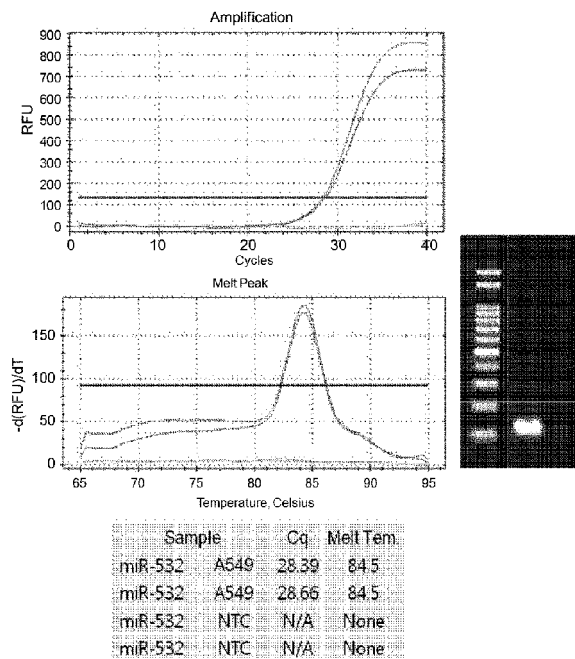 Amplification
900
800
700
600
500
400
300
200
100
0
RFU
0 10 20 30 40
Cycles
Melt Peak
150
100
50
0
-d(RFU)/dT
65 70 75 80 85 90 95
Temperature, Celsius
Sample Cq Melt Tem.
miR-532 A549 28.39 84.5
miR-532 A549 28.66 84.5
miR-532 NTC N/A None
miR-532 NTC N/A None